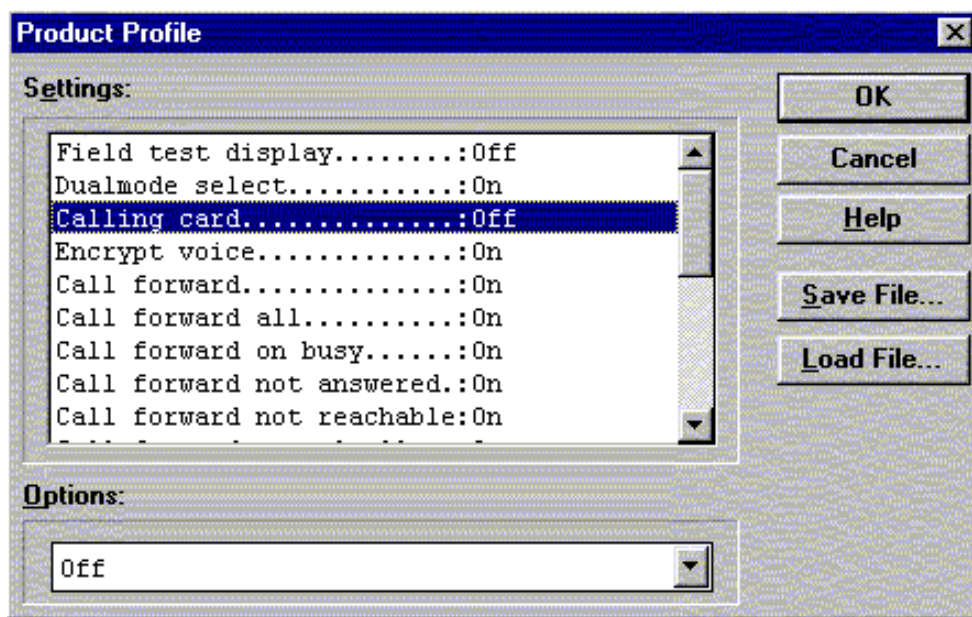 Product Profile
Settings:
Field test display........:Off
Dualmode select...........:On
Calling card..............:Off
Encrypt voice.............:On
Call forward..............:On
Call forward all..........:On
Call forward on busy......:On
Call forward not answered.:On
Call forward not reachable:On
Options:
Off
OK
Cancel
Help
Save File...
Load File...